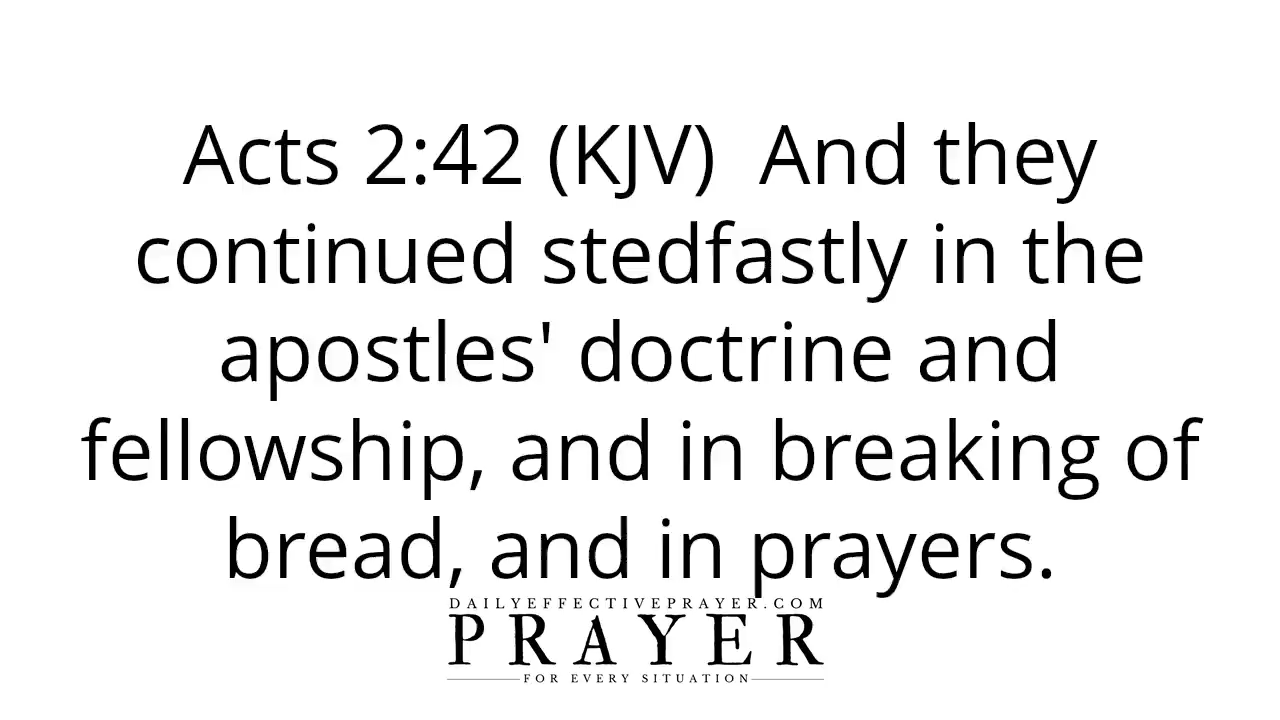 Acts 2:42 (KJV)  And they
continued stedfastly in the
apostles' doctrine and
fellowship, and in breaking of
bread, and in prayers.
DAILYEFFECTIVEPRAYER.COM
PRAYER
FOR EVERY SITUATION